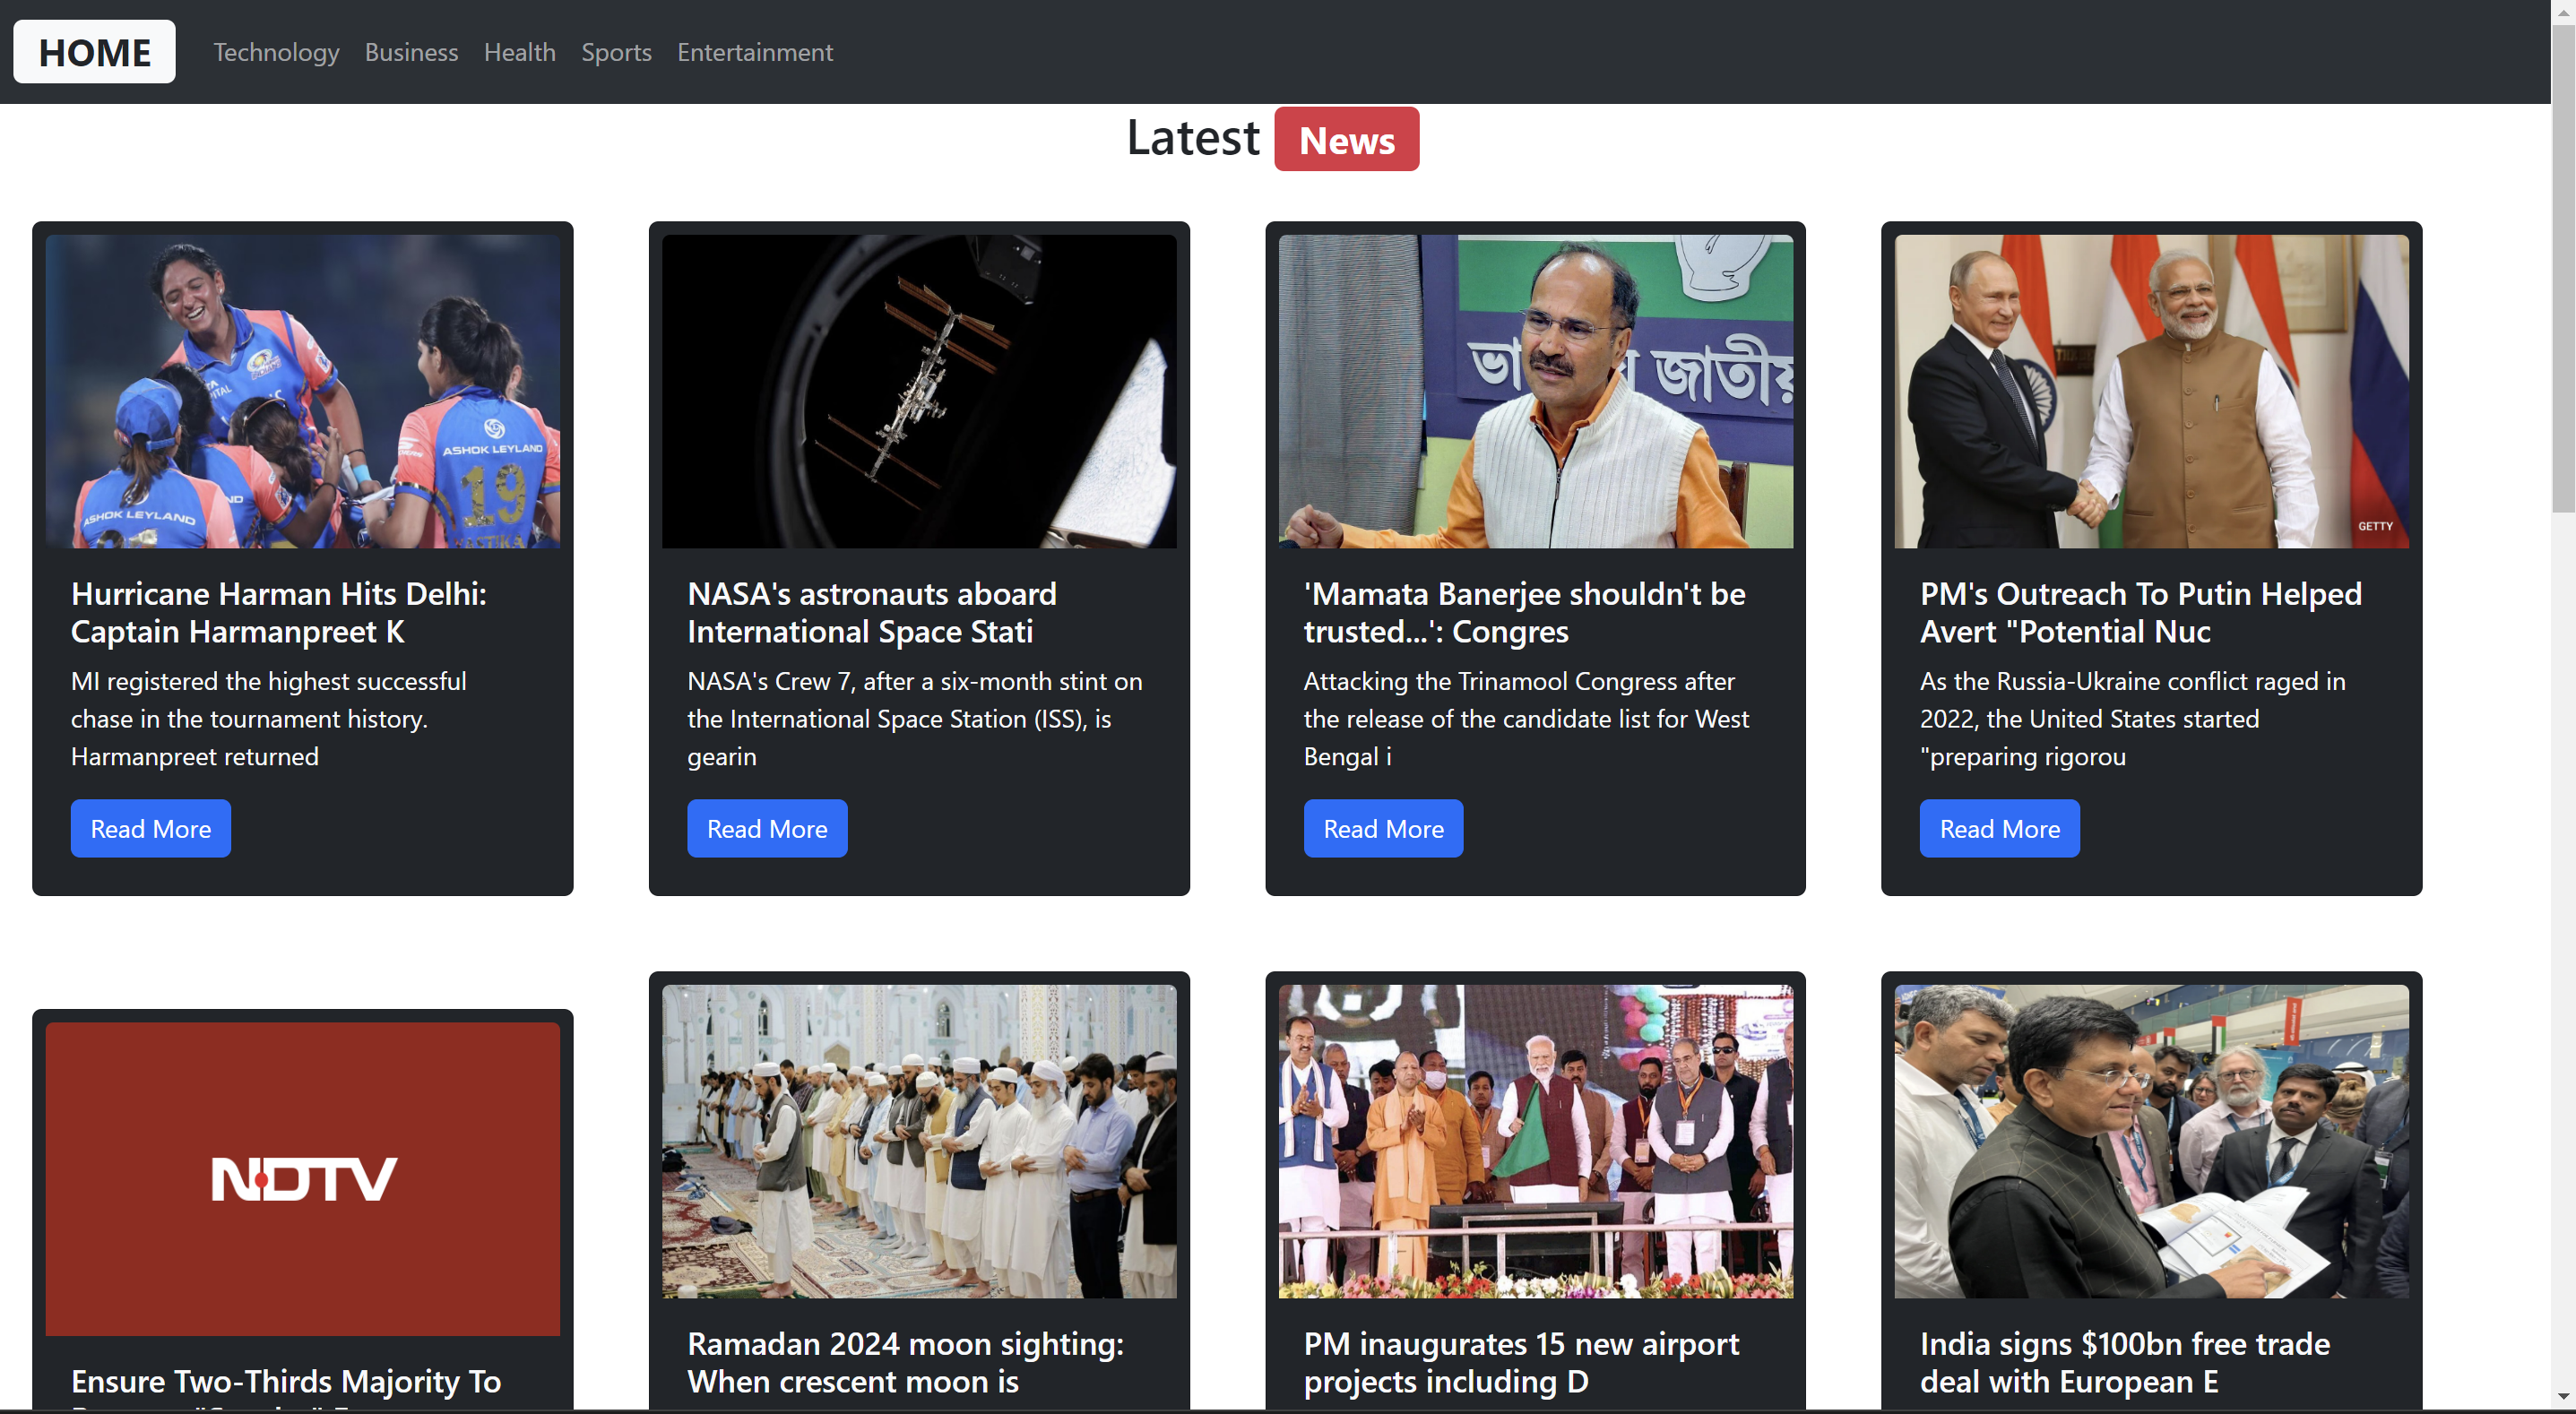 HOME Technology Business Health Sports Entertainment
Latest News
ASHOK LEYLAND
19
ASHOK LEYLAND
Hurricane Harman Hits Delhi:
Captain Harmanpreet K
MI registered the highest successful
chase in the tournament history.
Harmanpreet returned
Read More
NASA's astronauts aboard
International Space Stati
NASA's Crew 7, after a six-month stint on
the International Space Station (ISS), is
gearin
Read More
জাতীয়
'Mamata Banerjee shouldn't be
trusted...': Congres
Attacking the Trinamool Congress after
the release of the candidate list for West
Bengal i
Read More
GETTY
PM's Outreach To Putin Helped
Avert "Potential Nuc
As the Russia-Ukraine conflict raged in
2022, the United States started
"preparing rigorou
Read More
NDTV
Ensure Two-Thirds Majority To
Ramadan 2024 moon sighting:
When crescent moon is
PM inaugurates 15 new airport
projects including D
India signs $100bn free trade
deal with European E